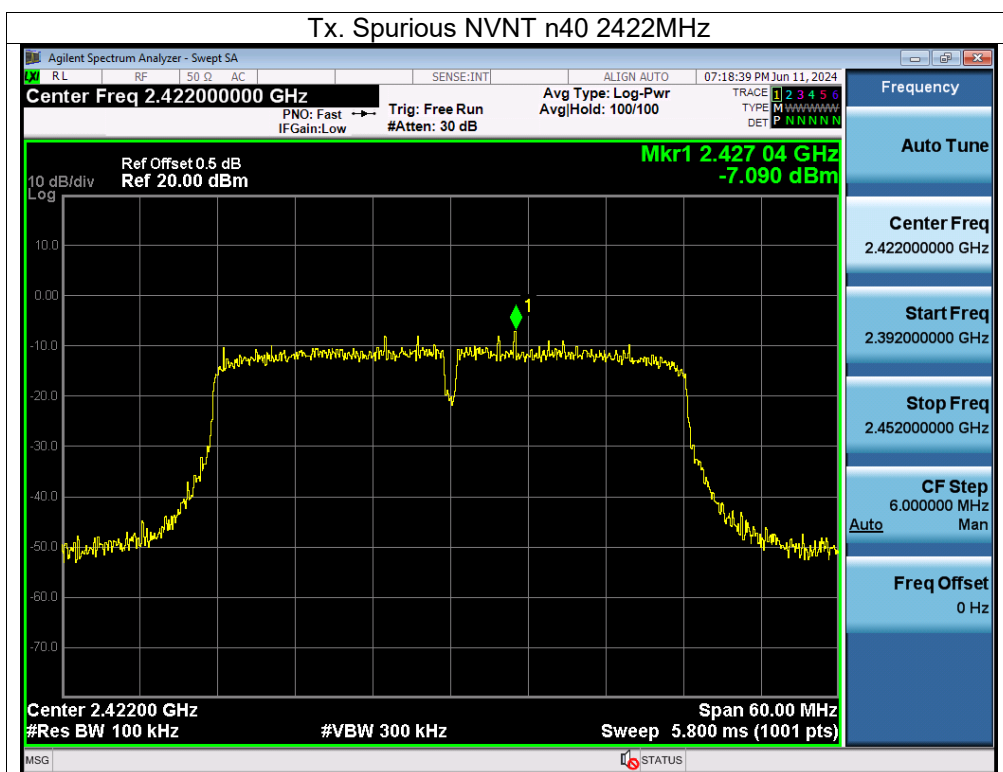 Tx. Spurious NVNT n40 2422MHz
Agilent Spectrum Analyzer - Swept SA
LXI RL RF 50 Ω AC SENSE:INT ALIGN AUTO 07:18:39 PM Jun 11, 2024
Center Freq 2.422000000 GHz
PNO: Fast
IFGain:Low
Trig: Free Run
#Atten: 30 dB
Avg Type: Log-Pwr
Avg|Hold: 100/100
TRACE 1 2 3 4 5 6
TYPE M WWWWW
DET P N N N N N
Mkr1 2.427 04 GHz
-7.090 dBm
Ref Offset 0.5 dB
10 dB/div Ref 20.00 dBm
Log
10.0
0.00
-10.0
-20.0
-30.0
-40.0
-50.0
-60.0
-70.0
1
Center 2.42200 GHz Span 60.00 MHz
#Res BW 100 kHz #VBW 300 kHz Sweep 5.800 ms (1001 pts)
MSG STATUS
Frequency
Auto Tune
Center Freq
2.422000000 GHz
Start Freq
2.392000000 GHz
Stop Freq
2.452000000 GHz
CF Step
6.000000 MHz
Auto Man
Freq Offset
0 Hz